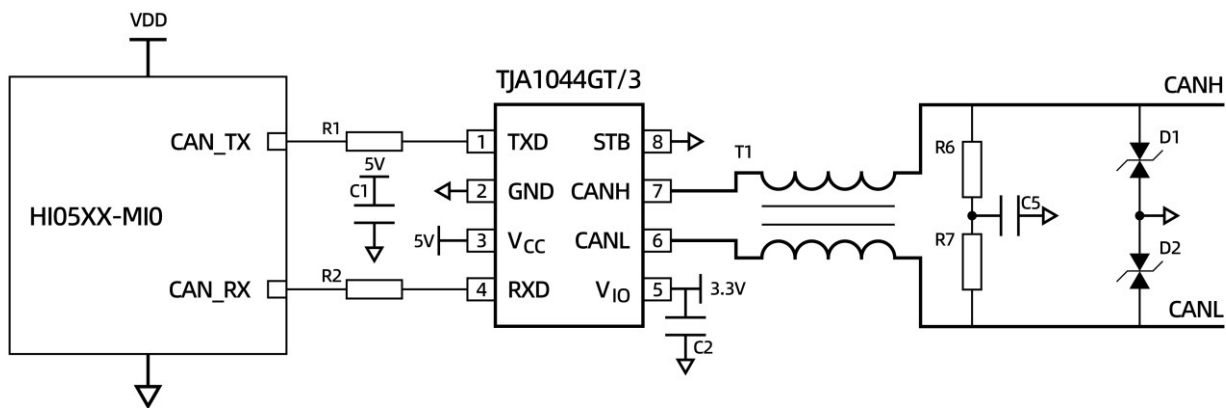 VDD
TJA1044GT/3
CANH
CAN_TX
R1
1
TXD
STB
8
T1
R6
D1
5V
C1
2
GND
CANH
7
HI05XX-MI0
C5
5V
3
VCC
CANL
6
R7
D2
CAN_RX
R2
4
RXD
VIO
5
3.3V
CANL
C2